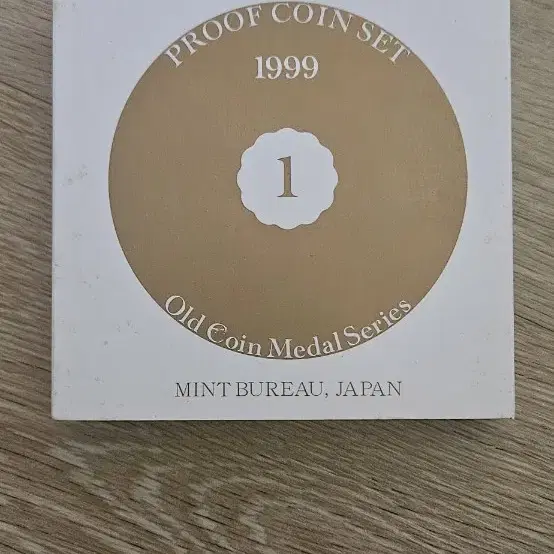 PROOF COIN SET
1999
1
Old Coin Medal Series
MINT BUREAU, JAPAN